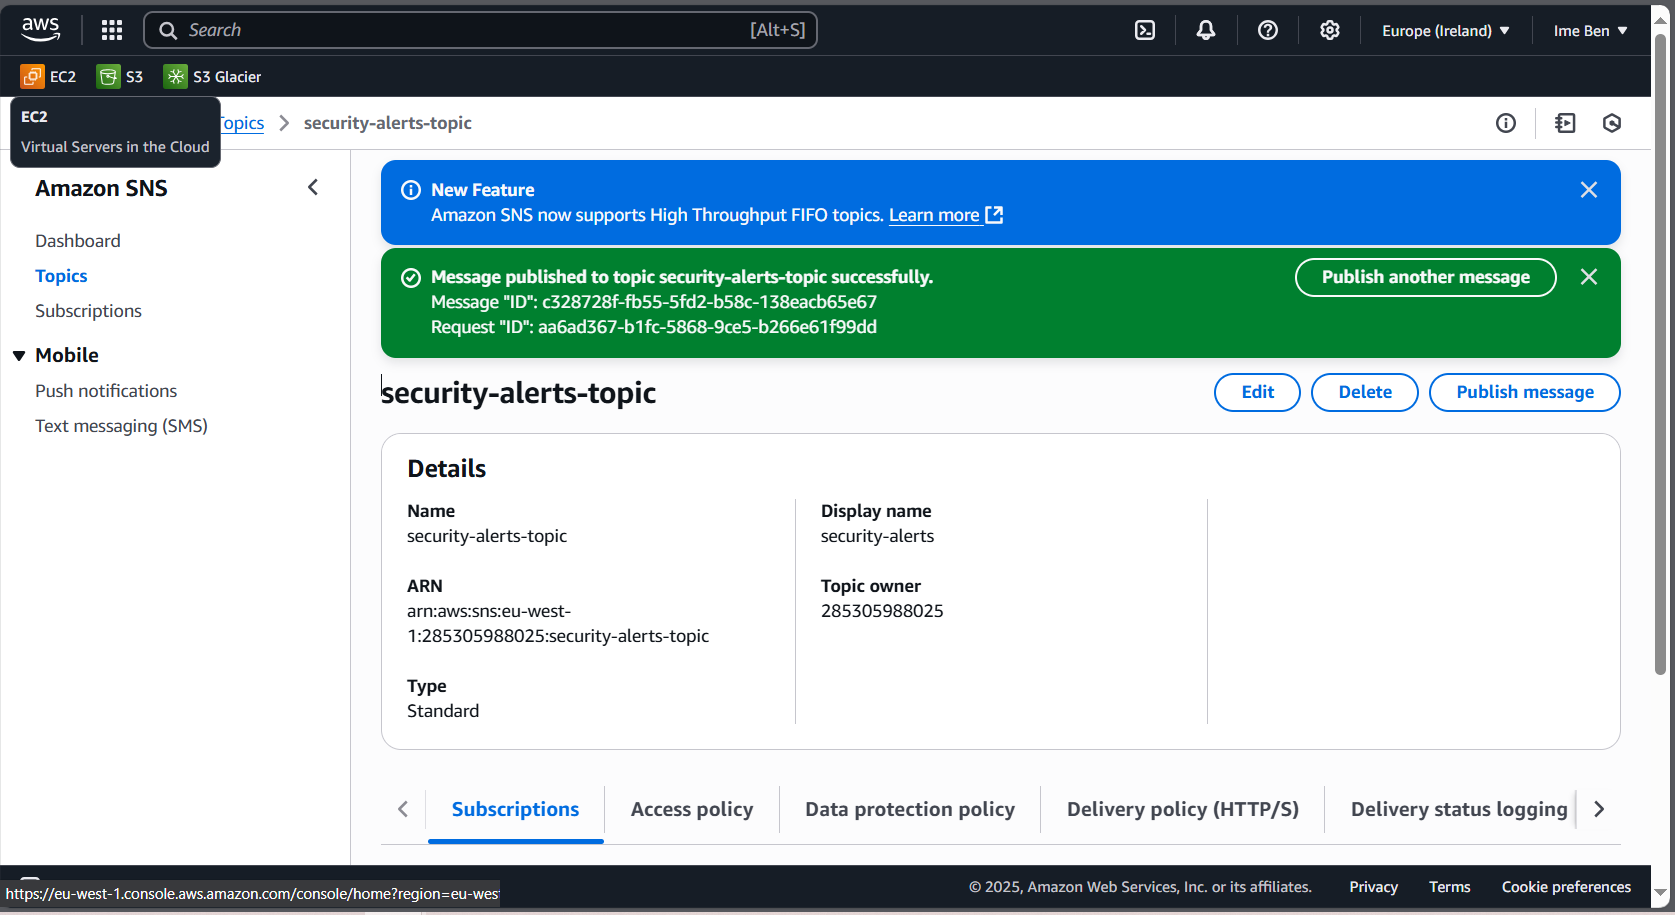 aws
Search
[Alt+S]
Europe (Ireland)
Ime Ben
EC2
S3
S3 Glacier
EC2
Virtual Servers in the Cloud
security-alerts-topic
Amazon SNS
Dashboard
Topics
Subscriptions
Mobile
Push notifications
Text messaging (SMS)
New Feature
Amazon SNS now supports High Throughput FIFO topics. Learn more
Message published to topic security-alerts-topic successfully.
Message "ID": c328728f-fb55-5fd2-b58c-138eacb65e67
Request "ID": aa6ad367-b1fc-5868-9ce5-b266e61f99dd
Publish another message
security-alerts-topic
Edit
Delete
Publish message
Details
Name
security-alerts-topic
ARN
arn:aws:sns:eu-west-
1:285305988025:security-alerts-topic
Type
Standard
Display name
security-alerts
Topic owner
285305988025
Subscriptions
Access policy
Data protection policy
Delivery policy (HTTP/S)
Delivery status logging
https://eu-west-1.console.aws.amazon.com/console/home?region=eu-wes
© 2025, Amazon Web Services, Inc. or its affiliates.
Privacy
Terms
Cookie preferences